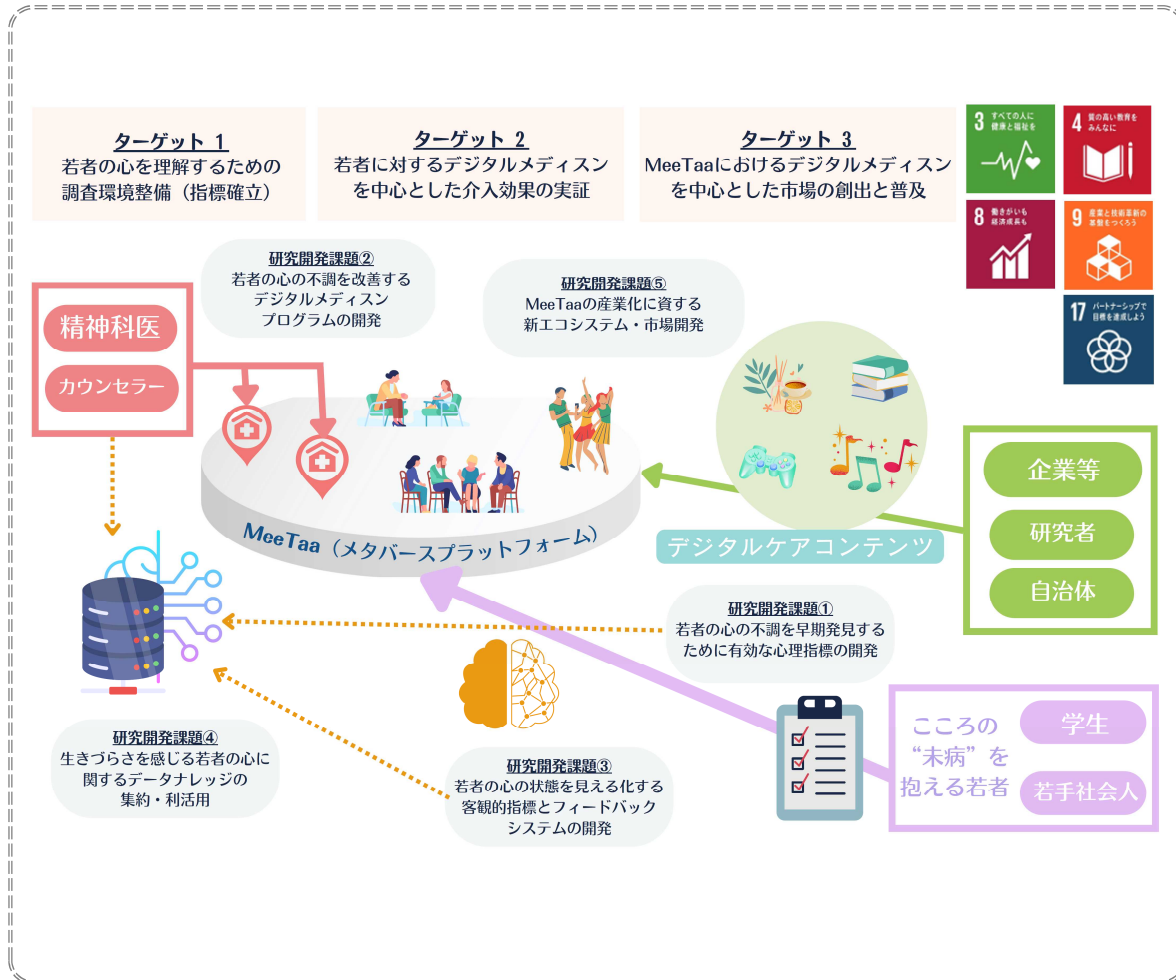 ターゲット 1
若者の心を理解するための
調査環境整備（指標確立）
ターゲット 2
若者に対するデジタルメディスン
を中心とした介入効果の実証
ターゲット 3
MeeTaaにおけるデジタルメディスン
を中心とした市場の創出と普及
3 すべての人に
健康と福祉を
4 質の高い教育を
みんなに
8 働きがいも
経済成長も
9 産業と技術革新の
基盤をつくろう
17 パートナーシップで
目標を達成しよう
研究開発課題②
若者の心の不調を改善する
デジタルメディスン
プログラムの開発
研究開発課題⑤
MeeTaaの産業化に資する
新エコシステム・市場開発
精神科医
カウンセラー
MeeTaa（メタバースプラットフォーム）
デジタルケアコンテンツ
企業等
研究者
自治体
研究開発課題①
若者の心の不調を早期発見する
ために有効な心理指標の開発
研究開発課題④
生きづらさを感じる若者の心に
関するデータナレッジの
集約・利活用
研究開発課題③
若者の心の状態を見える化する
客観的指標とフィードバック
システムの開発
こころの
“未病”を
抱える若者
学生
若手社会人